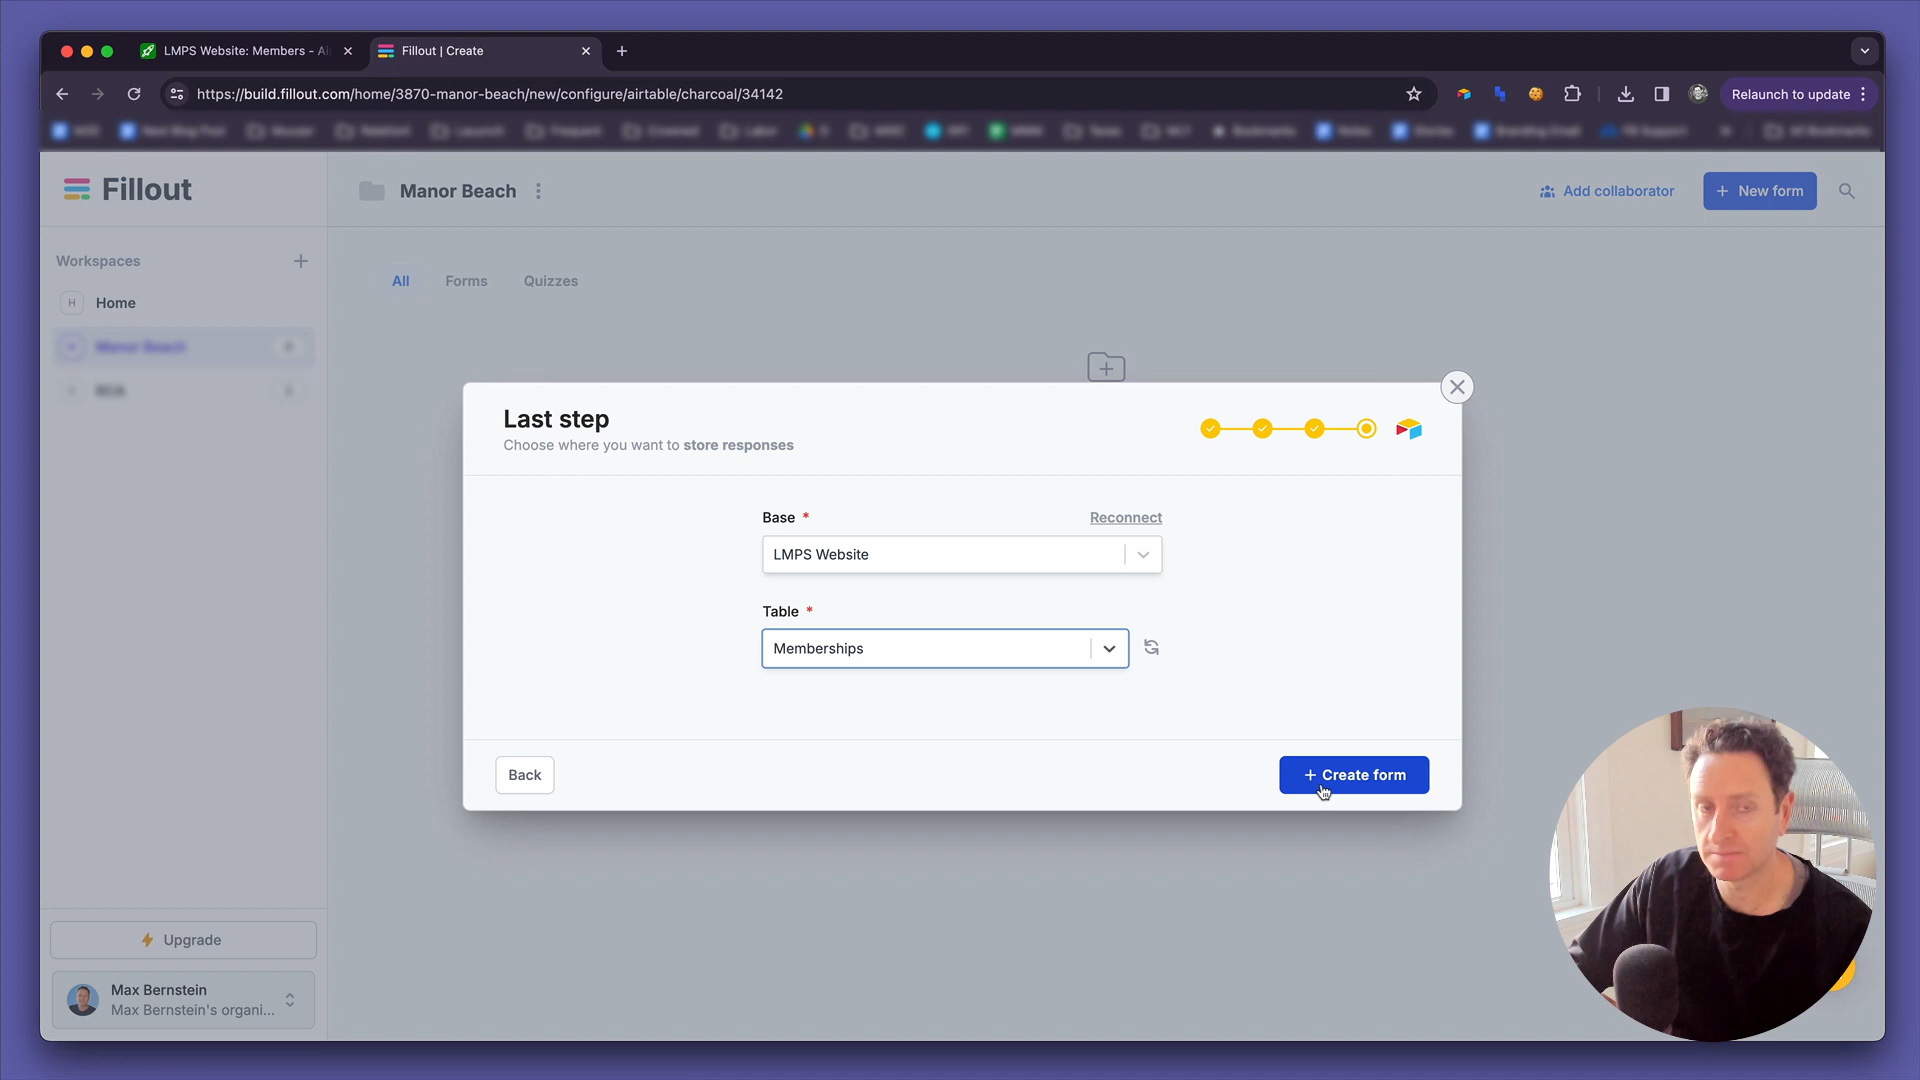 LMPS Website: Members - Ai
Fillout | Create
https://build.fillout.com/home/3870-manor-beach/new/configure/airtable/charcoal/34142
Relaunch to update
Fillout
Manor Beach
Add collaborator
New form
Workspaces
H
Home
Manor Beach
All
Forms
Quizzes
Last step
Choose where you want to store responses
Base *
Reconnect
LMPS Website
Table *
Memberships
Back
+ Create form
Upgrade
Max Bernstein
Max Bernstein's organi...